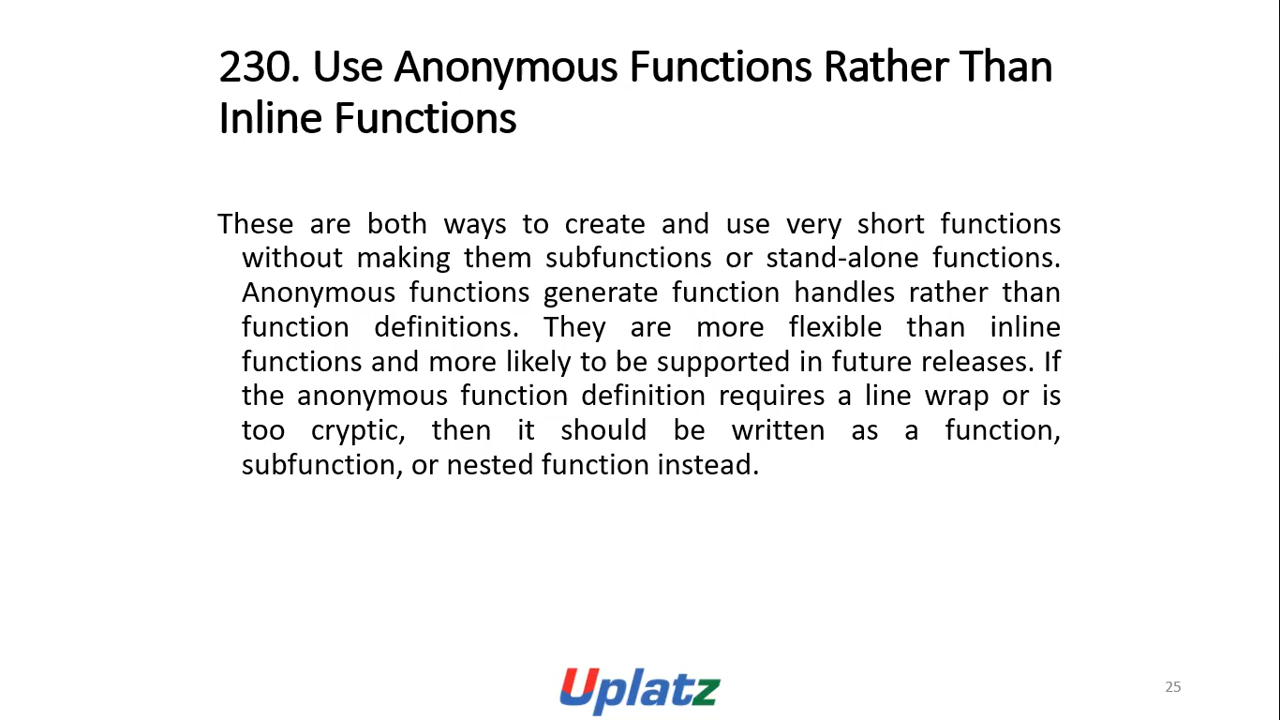 230. Use Anonymous Functions Rather Than
Inline Functions
These are both ways to create and use very short functions
without making them subfunctions or stand-alone functions.
Anonymous functions generate function handles rather than
function definitions. They are more flexible than inline
functions and more likely to be supported in future releases. If
the anonymous function definition requires a line wrap or is
too cryptic, then it should be written as a function,
subfunction, or nested function instead.
Uplatz
25